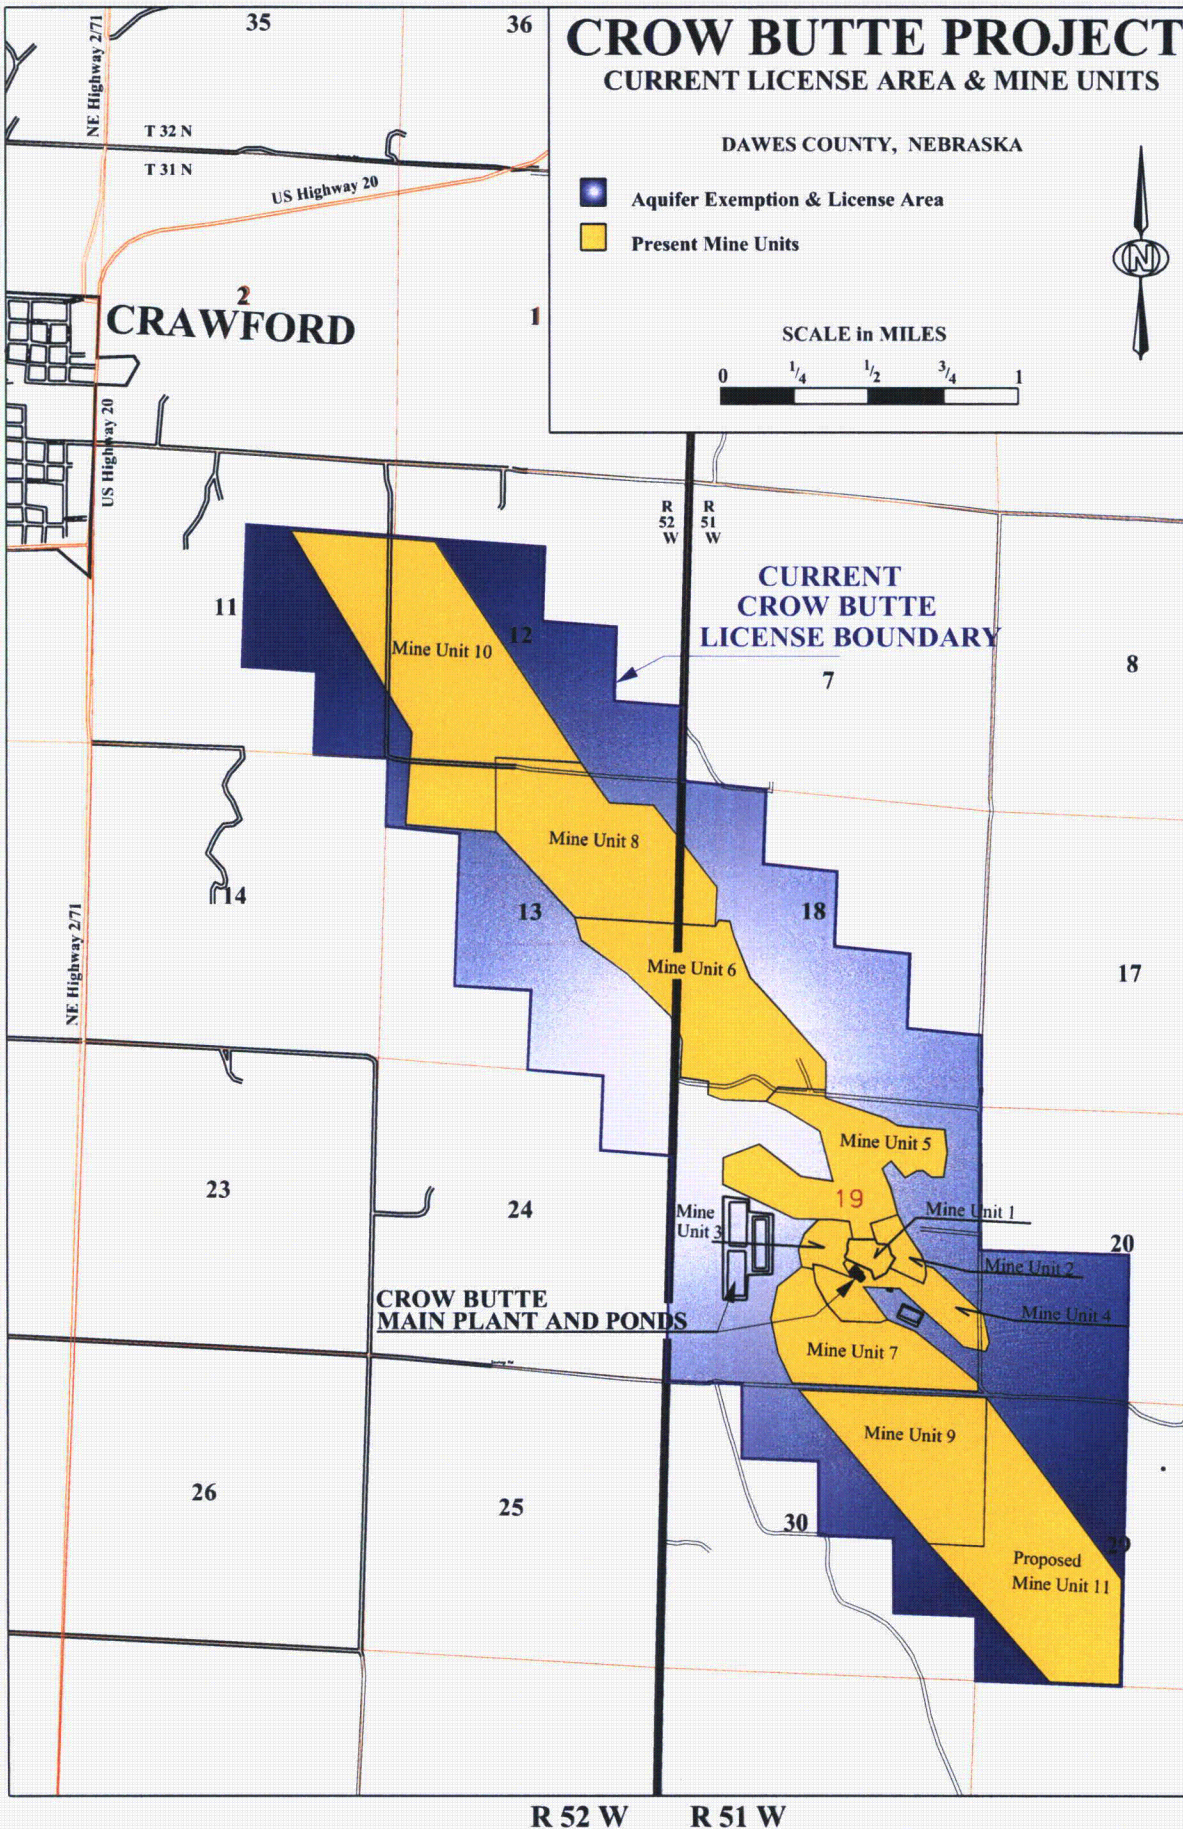 CROW BUTTE PROJECT
CURRENT LICENSE AREA & MINE UNITS
DAWES COUNTY, NEBRASKA
Aquifer Exemption & License Area
Present Mine Units
N
SCALE in MILES
0 1/4 1/2 3/4 1
35
36
NE Highway 2/71
T 32 N
T 31 N
US Highway 20
2
CRAWFORD
1
US Highway 20
R
52
W
R
51
W
CURRENT
CROW BUTTE
LICENSE BOUNDARY
11
12
Mine Unit 10
7
8
Mine Unit 8
14
13
18
17
NE Highway 2/71
Mine Unit 6
Mine Unit 5
23
24
19
Mine
Unit 3
Mine Unit 1
20
Mine Unit 2
CROW BUTTE
MAIN PLANT AND PONDS
Mine Unit 4
Mine Unit 7
Mine Unit 9
26
25
30
29
Proposed
Mine Unit 11
R 52 W
R 51 W